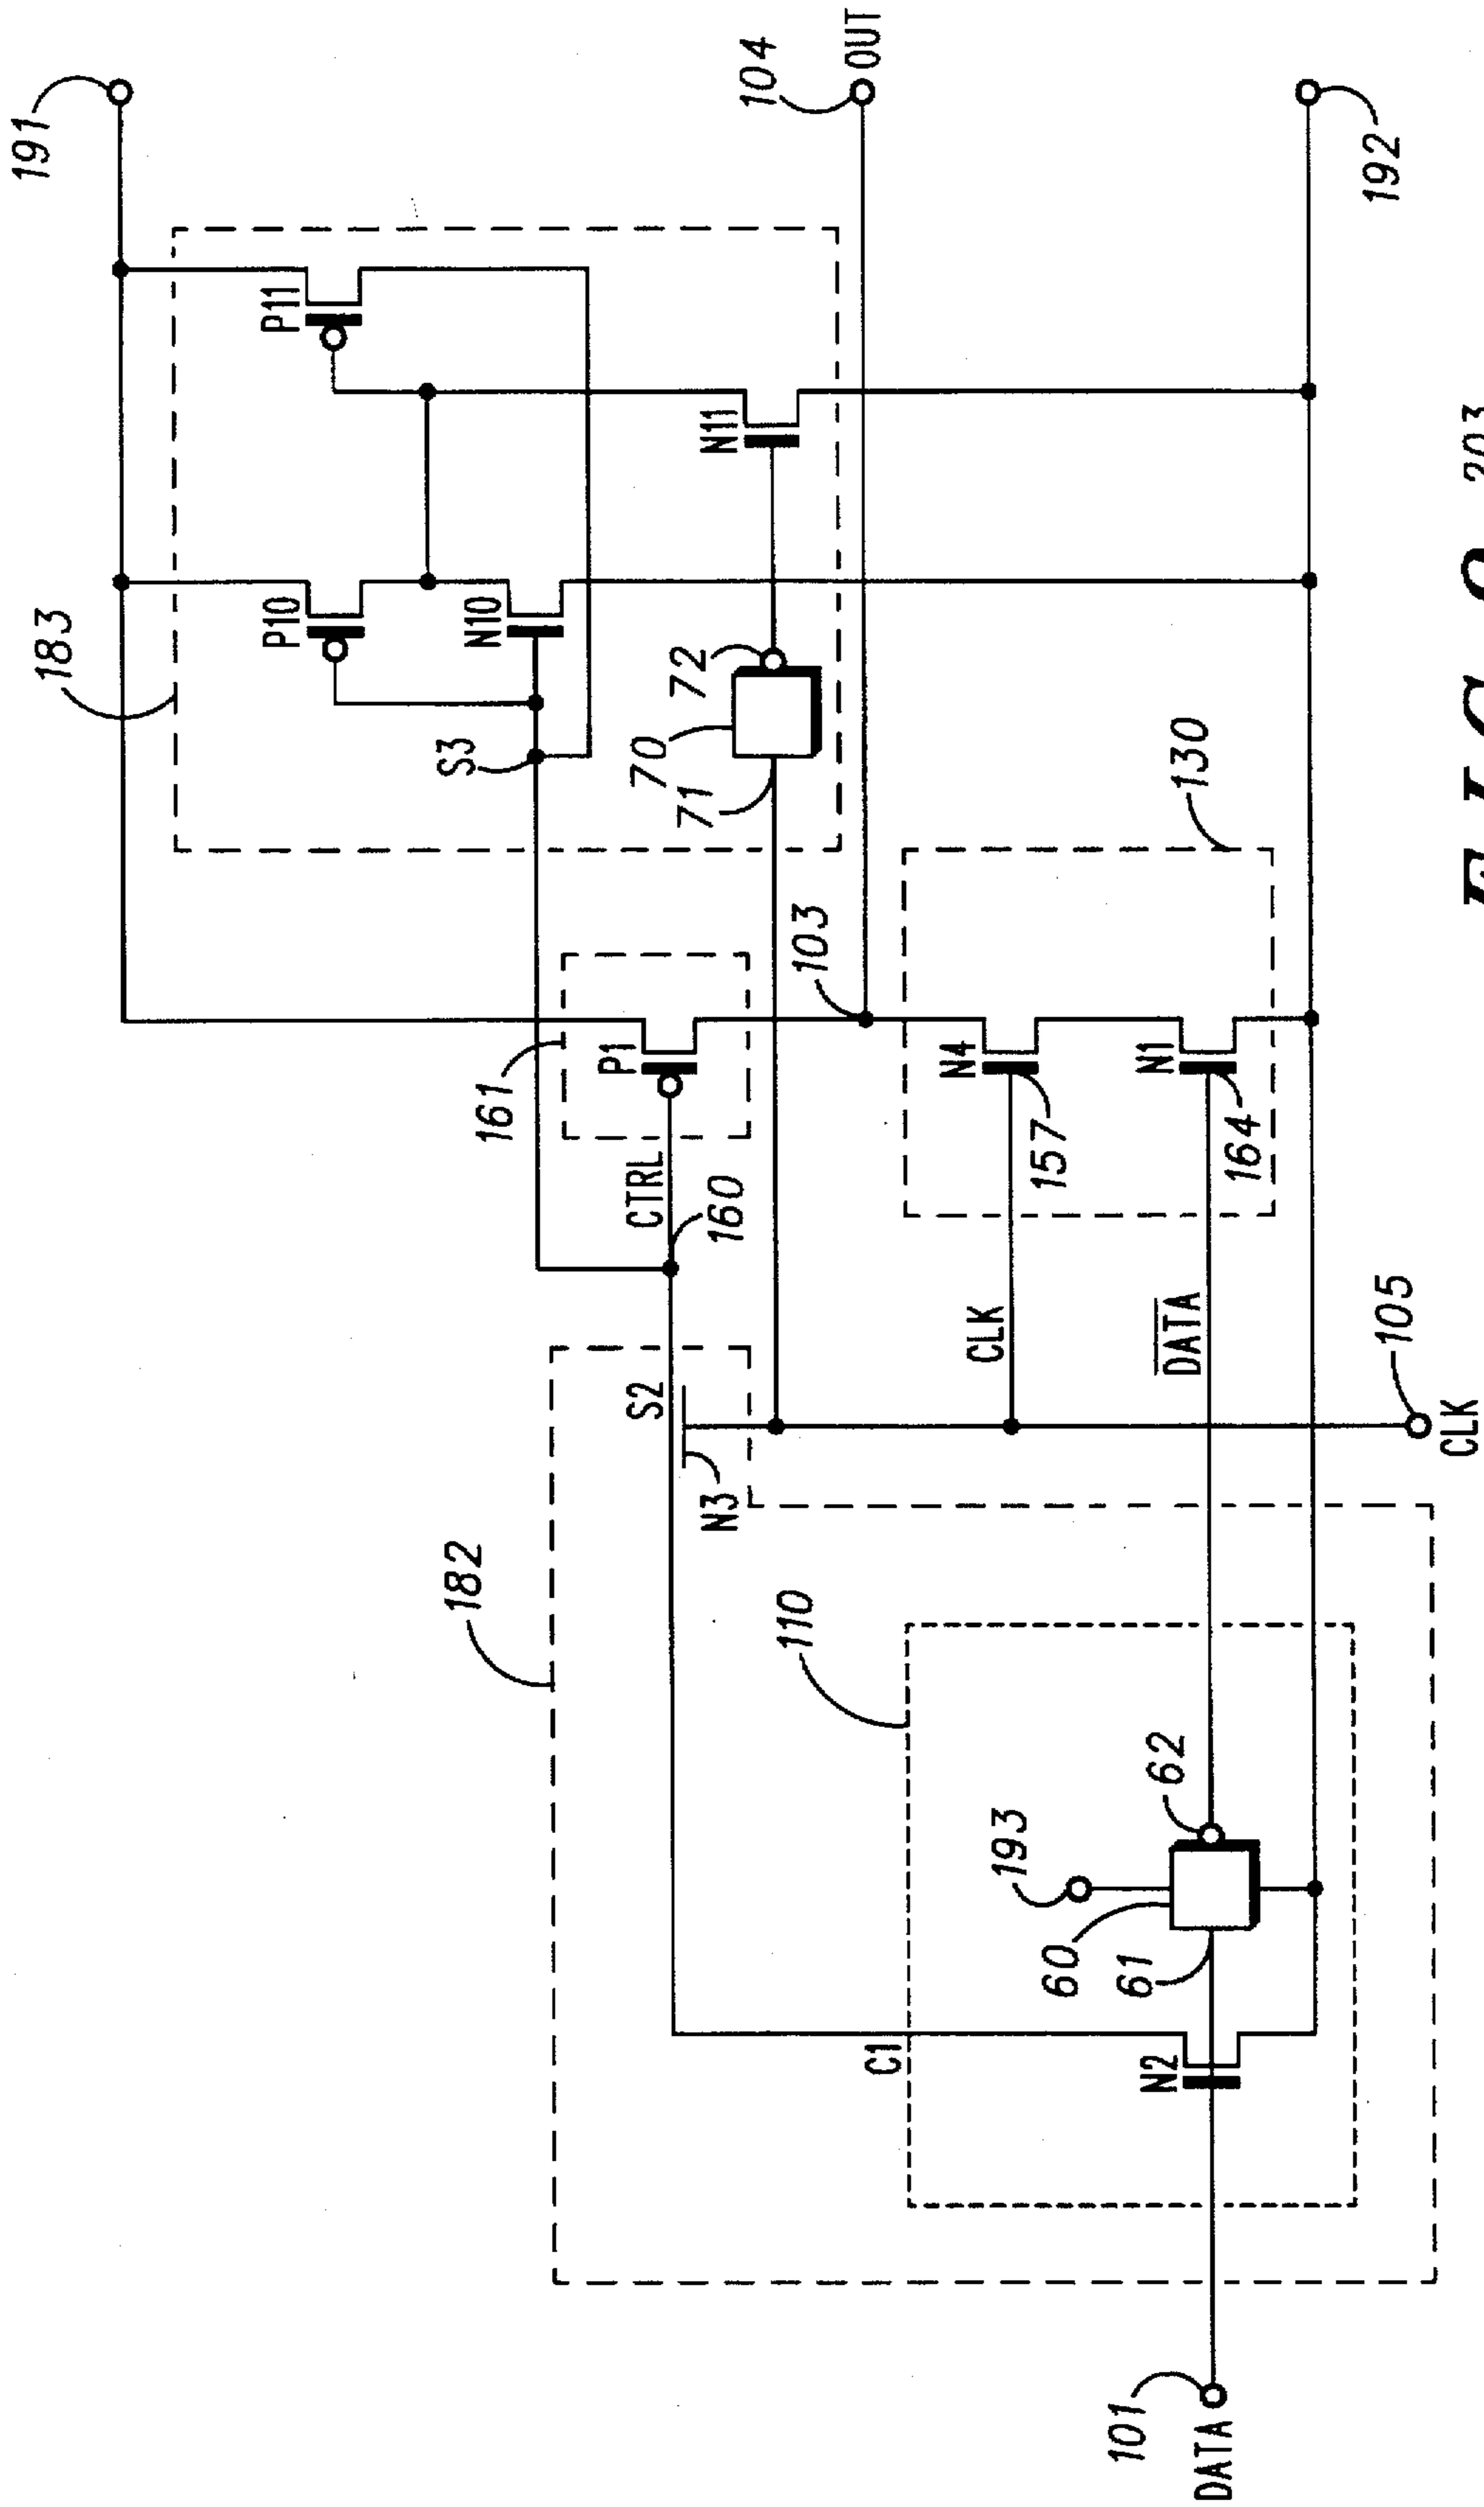 183
191
P10
P11
N10
S3
N11
70
72
71
161
P1
CTRL
160
103
104
OUT
182
S2
N3
110
C1
N4
157
CLK
130
N1
164
D̅A̅T̅A̅
193
60
61
62
N2
101
DATA
105
CLK
192
203